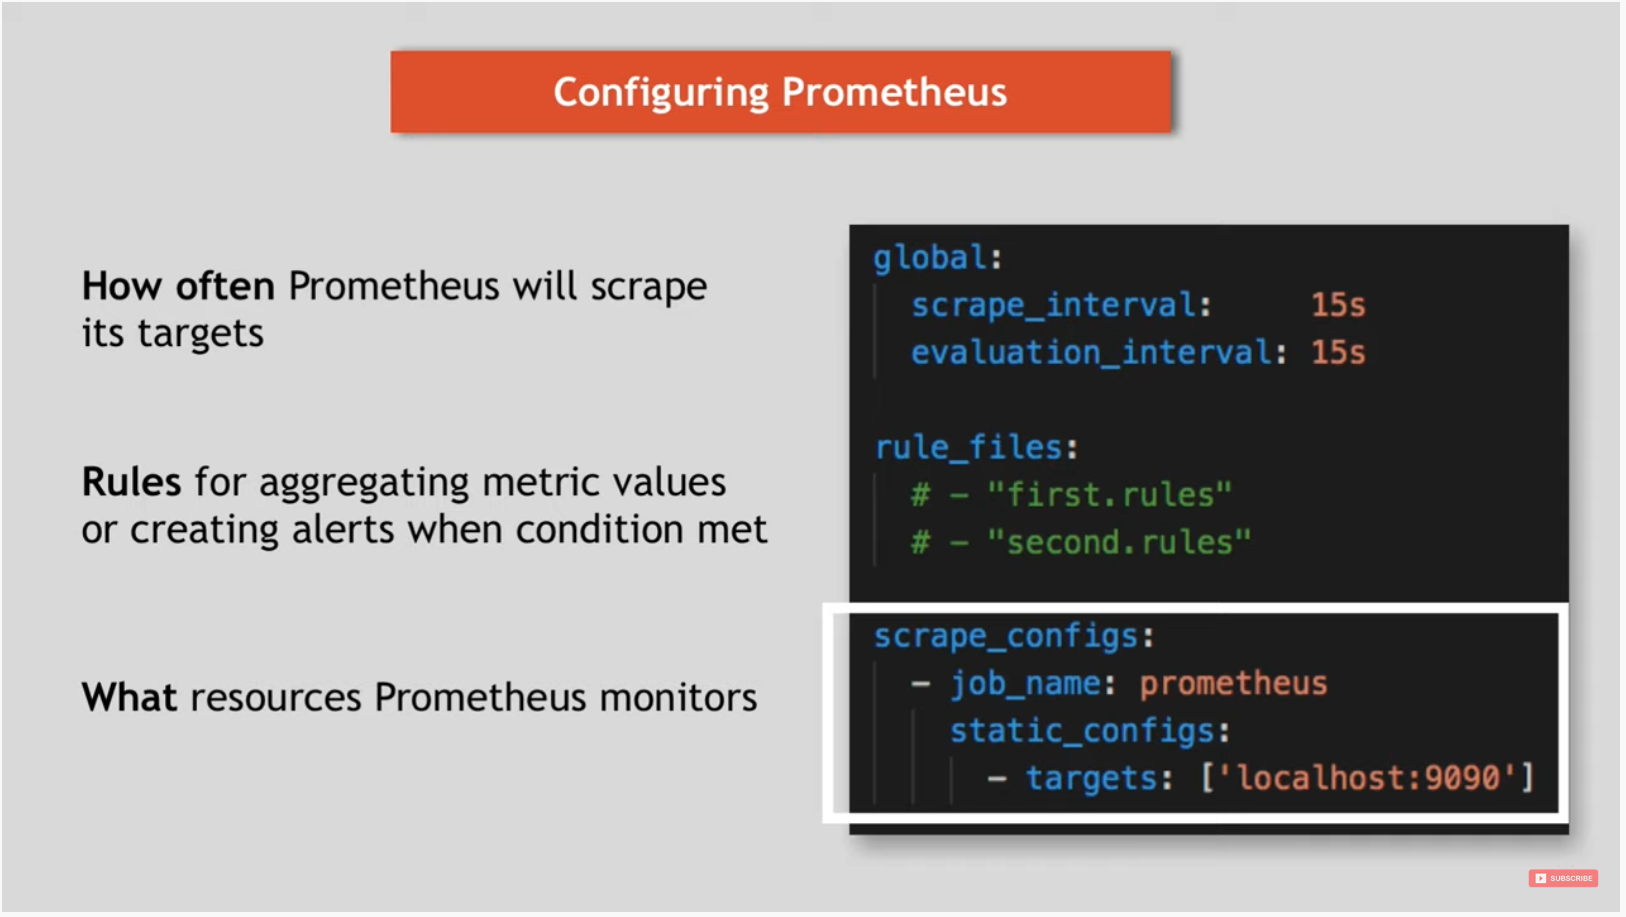 Configuring Prometheus
How often Prometheus will scrape
its targets
Rules for aggregating metric values
or creating alerts when condition met
What resources Prometheus monitors
global:
  scrape_interval:     15s
  evaluation_interval: 15s
rule_files:
  # - "first.rules"
  # - "second.rules"
scrape_configs:
  - job_name: prometheus
    static_configs:
      - targets: ['localhost:9090']
SUBSCRIBE